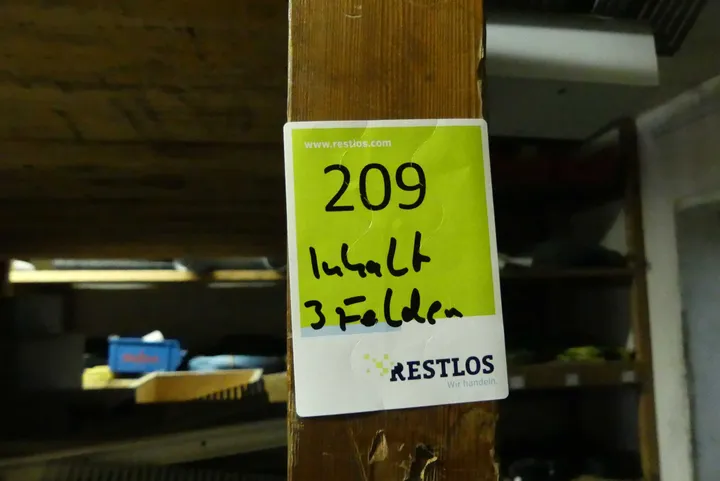 www.restlos.com
209
Inhalt
3 Felden
RESTLOS
Wir handeln.